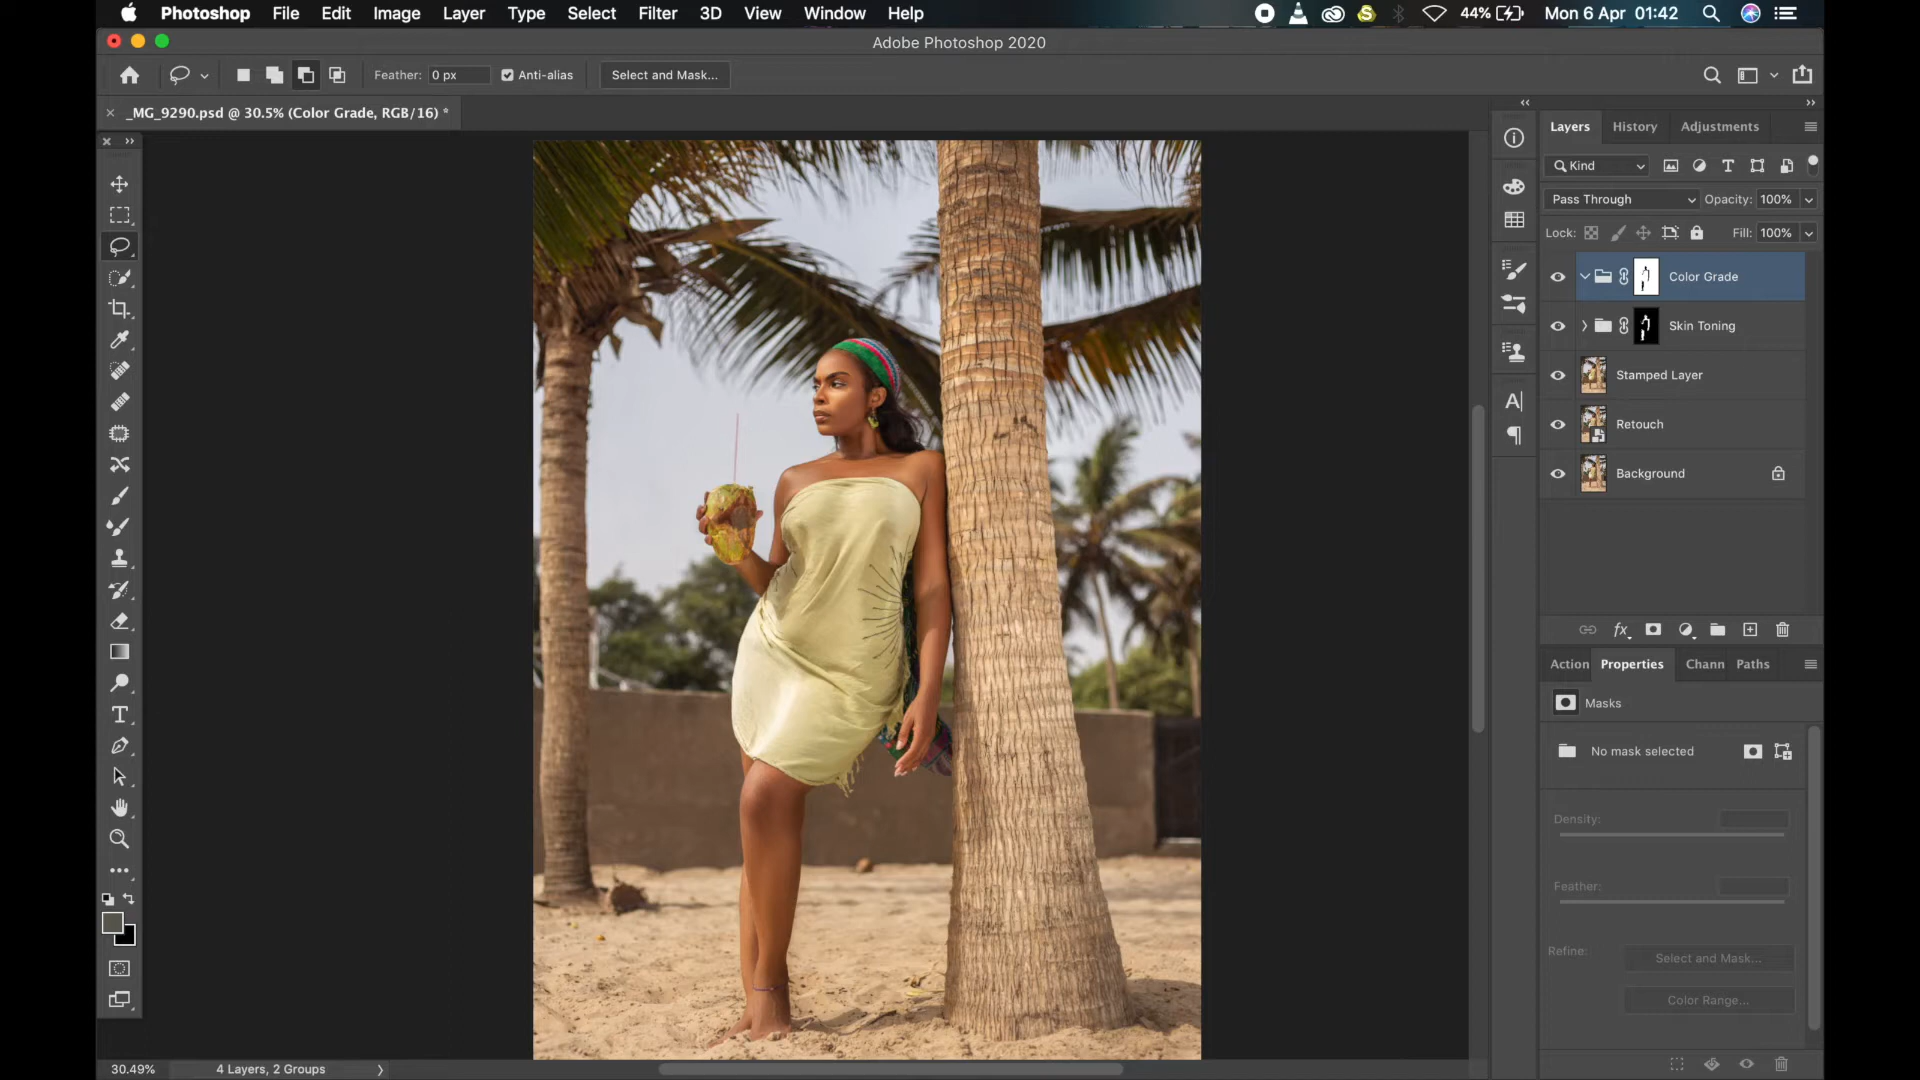 Photoshop File Edit Image Layer Type Select Filter 3D View Window Help 44% Mon 6 Apr 01:42
Adobe Photoshop 2020
Feather: 0 px Anti-alias Select and Mask...
_MG_9290.psd @ 30.5% (Color Grade, RGB/16) *
Layers History Adjustments
Kind
Pass Through Opacity: 100%
Lock: Fill: 100%
Color Grade
Skin Toning
Stamped Layer
Retouch
Background
Action Properties Chann Paths
Masks
No mask selected
Density:
Feather:
Refine: Select and Mask...
Color Range...
30.49% 4 Layers, 2 Groups